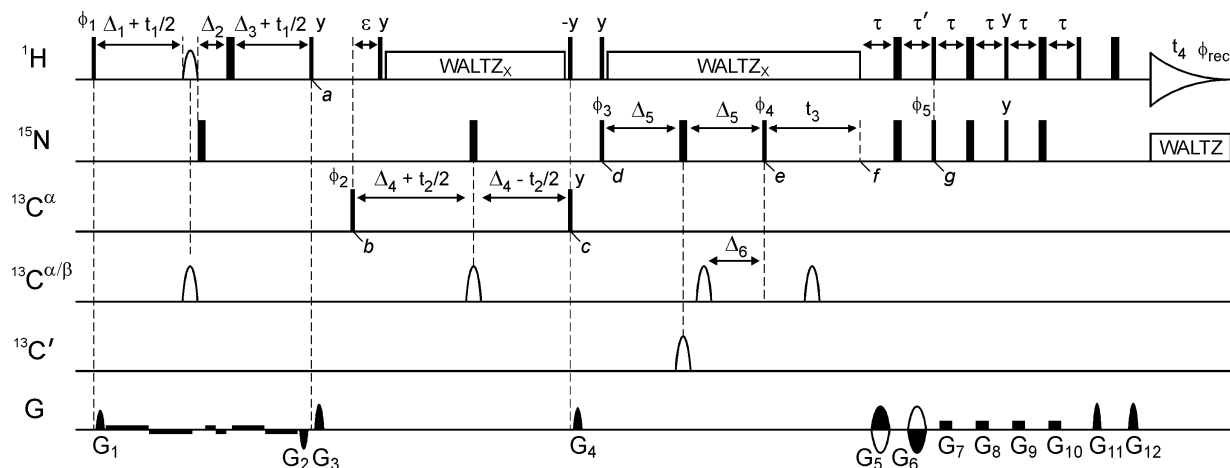 ϕ1 Δ1 + t1/2 Δ2 Δ3 + t1/2 y ε y -y y τ τ′ τ τ y τ τ t4 ϕrec
1H WALTZX WALTZX
a
ϕ3 Δ5 Δ5 ϕ4 t3 ϕ5 y
15N WALTZ
ϕ2 Δ4 + t2/2 Δ4 - t2/2 y d e f g
13Cα
b c Δ6
13Cα/β
13C′
G
G1 G2 G3 G4 G5 G6 G7 G8 G9 G10 G11 G12